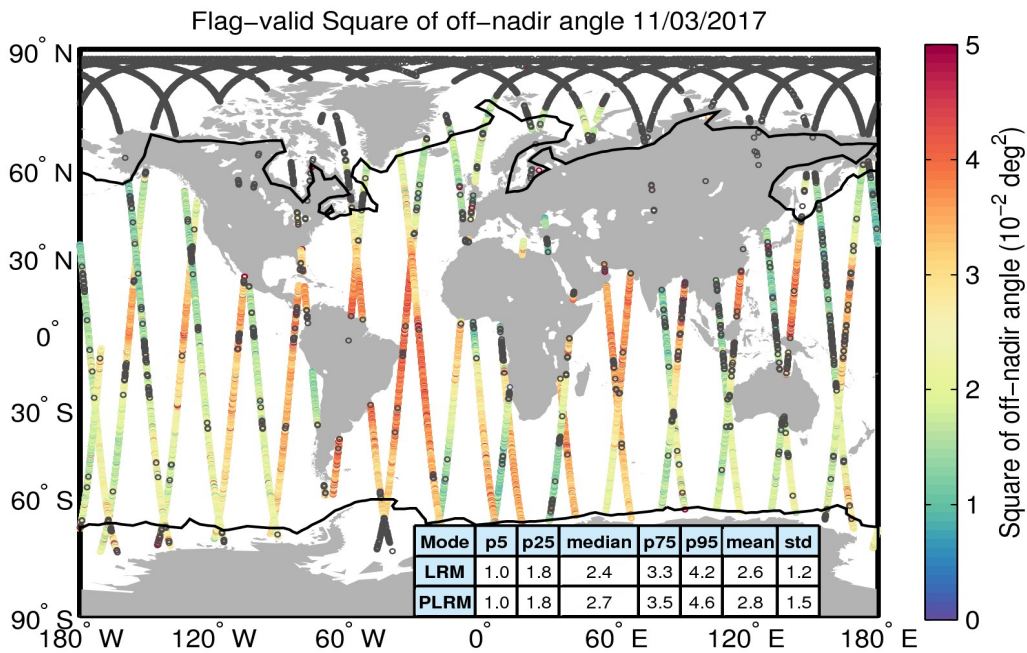 Flag−valid Square of off−nadir angle 11/03/2017
90° N
60° N
30° N
0°
30° S
60° S
90° S
180° W
120° W
60° W
0°
60° E
120° E
180° E
Mode p5 p25 median p75 p95 mean std
LRM 1.0 1.8 2.4 3.3 4.2 2.6 1.2
PLRM 1.0 1.8 2.7 3.5 4.6 2.8 1.5
5
4
3
2
1
0
Square of off−nadir angle (10⁻² deg²)